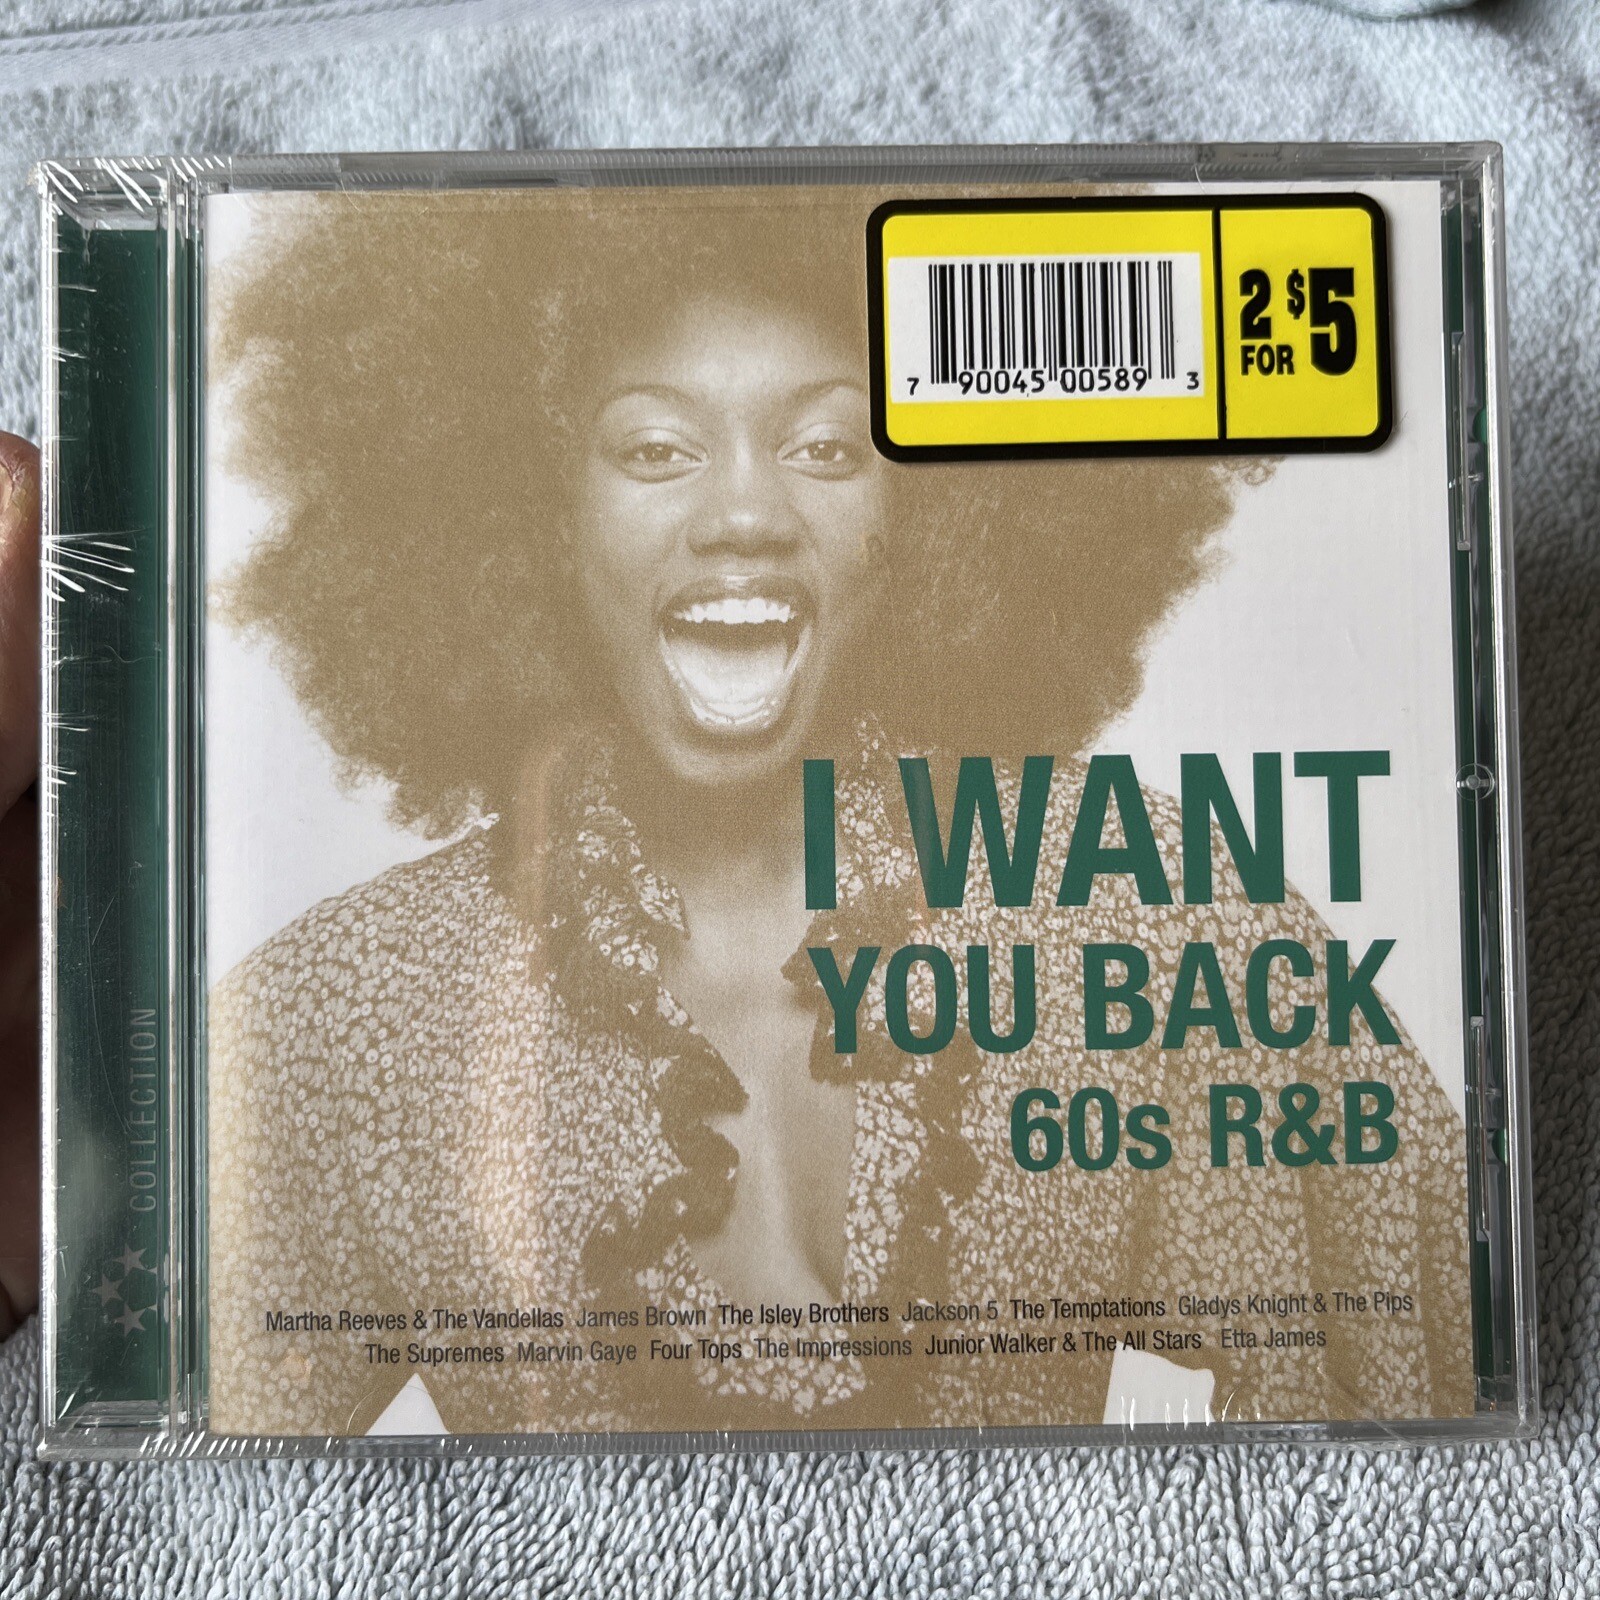 7 90045 00589 3
2 FOR $5
I WANT
YOU BACK
60s R&B
COLLECTION
Martha Reeves & The Vandellas James Brown The Isley Brothers Jackson 5 The Temptations Gladys Knight & The Pips
The Supremes Marvin Gaye Four Tops The Impressions Junior Walker & The All Stars Etta James